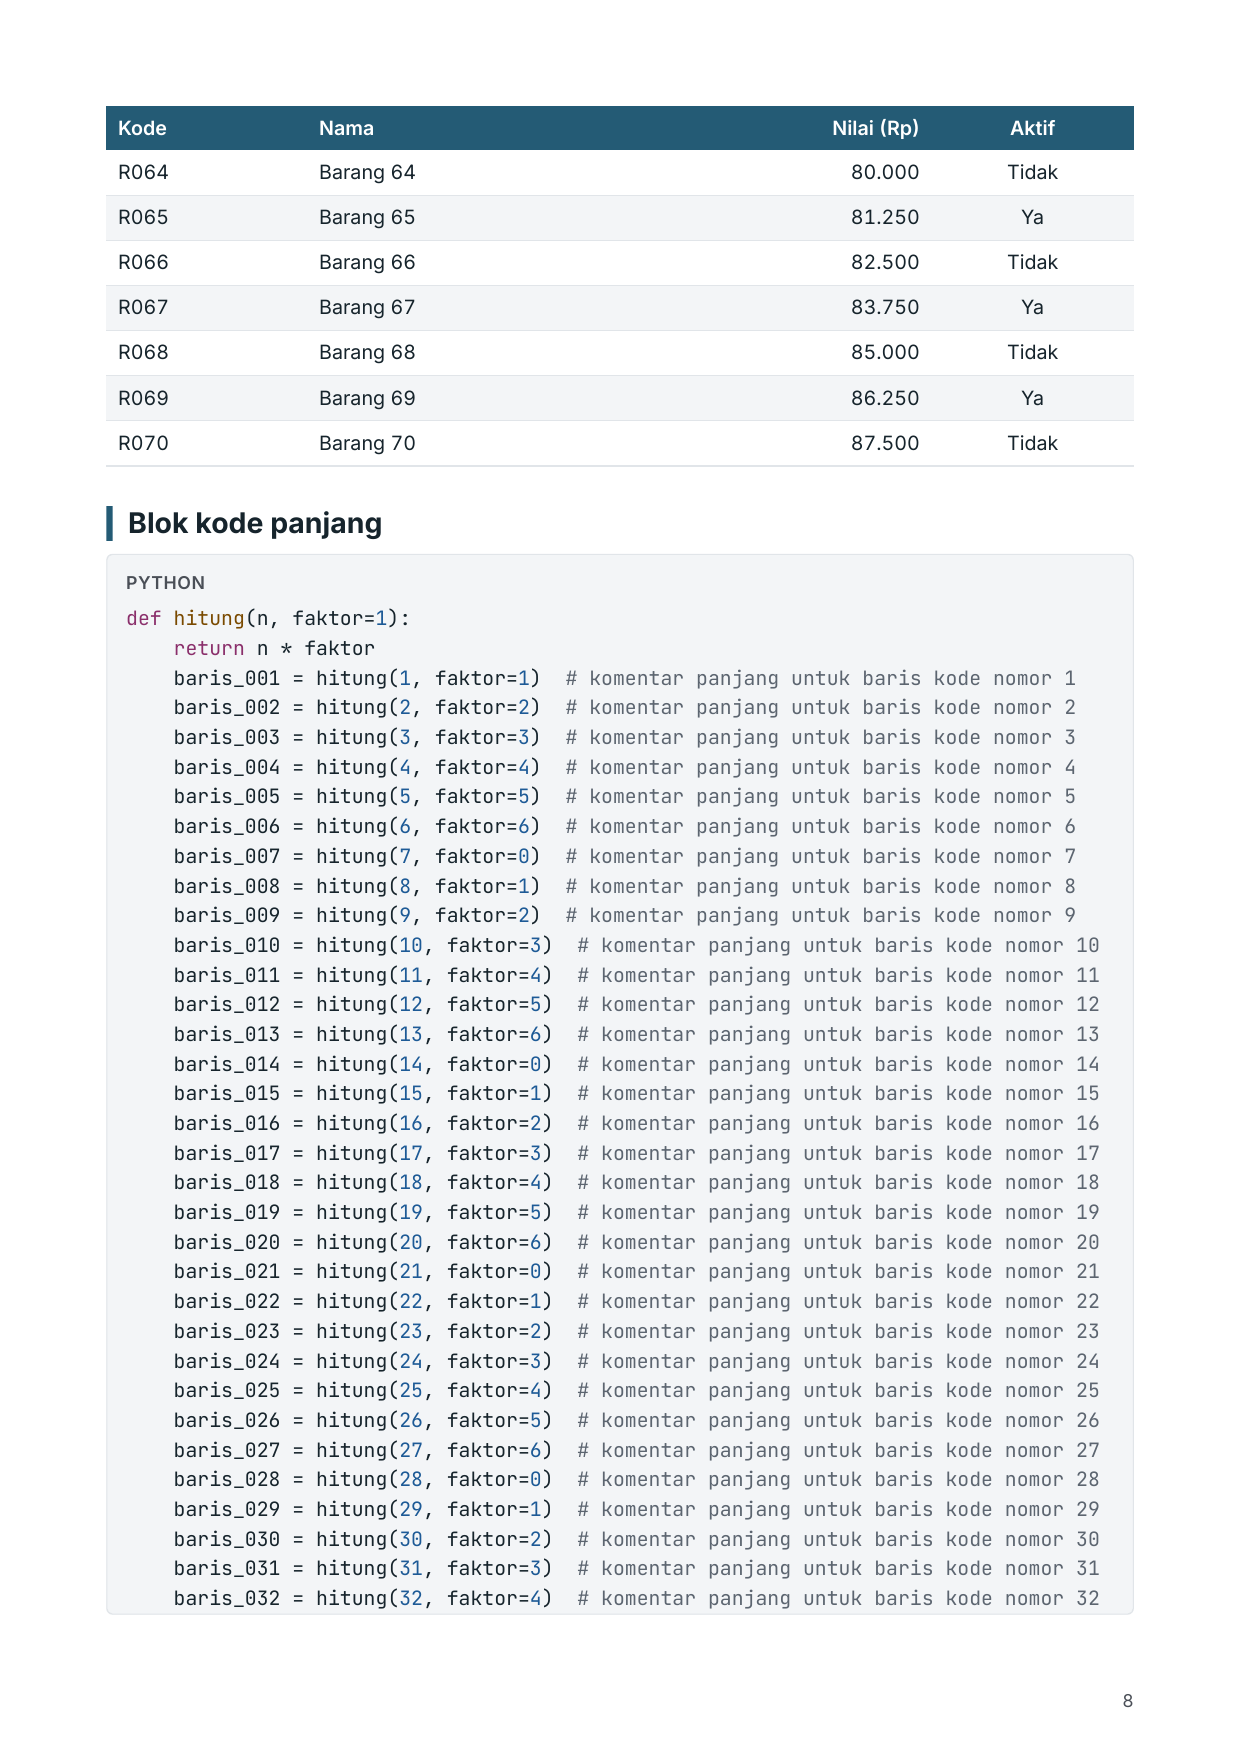 Kode Nama Nilai (Rp) Aktif
R064 Barang 64 80.000 Tidak
R065 Barang 65 81.250 Ya
R066 Barang 66 82.500 Tidak
R067 Barang 67 83.750 Ya
R068 Barang 68 85.000 Tidak
R069 Barang 69 86.250 Ya
R070 Barang 70 87.500 Tidak
Blok kode panjang
PYTHON
def hitung(n, faktor=1):
    return n * faktor
    baris_001 = hitung(1, faktor=1)  # komentar panjang untuk baris kode nomor 1
    baris_002 = hitung(2, faktor=2)  # komentar panjang untuk baris kode nomor 2
    baris_003 = hitung(3, faktor=3)  # komentar panjang untuk baris kode nomor 3
    baris_004 = hitung(4, faktor=4)  # komentar panjang untuk baris kode nomor 4
    baris_005 = hitung(5, faktor=5)  # komentar panjang untuk baris kode nomor 5
    baris_006 = hitung(6, faktor=6)  # komentar panjang untuk baris kode nomor 6
    baris_007 = hitung(7, faktor=0)  # komentar panjang untuk baris kode nomor 7
    baris_008 = hitung(8, faktor=1)  # komentar panjang untuk baris kode nomor 8
    baris_009 = hitung(9, faktor=2)  # komentar panjang untuk baris kode nomor 9
    baris_010 = hitung(10, faktor=3)  # komentar panjang untuk baris kode nomor 10
    baris_011 = hitung(11, faktor=4)  # komentar panjang untuk baris kode nomor 11
    baris_012 = hitung(12, faktor=5)  # komentar panjang untuk baris kode nomor 12
    baris_013 = hitung(13, faktor=6)  # komentar panjang untuk baris kode nomor 13
    baris_014 = hitung(14, faktor=0)  # komentar panjang untuk baris kode nomor 14
    baris_015 = hitung(15, faktor=1)  # komentar panjang untuk baris kode nomor 15
    baris_016 = hitung(16, faktor=2)  # komentar panjang untuk baris kode nomor 16
    baris_017 = hitung(17, faktor=3)  # komentar panjang untuk baris kode nomor 17
    baris_018 = hitung(18, faktor=4)  # komentar panjang untuk baris kode nomor 18
    baris_019 = hitung(19, faktor=5)  # komentar panjang untuk baris kode nomor 19
    baris_020 = hitung(20, faktor=6)  # komentar panjang untuk baris kode nomor 20
    baris_021 = hitung(21, faktor=0)  # komentar panjang untuk baris kode nomor 21
    baris_022 = hitung(22, faktor=1)  # komentar panjang untuk baris kode nomor 22
    baris_023 = hitung(23, faktor=2)  # komentar panjang untuk baris kode nomor 23
    baris_024 = hitung(24, faktor=3)  # komentar panjang untuk baris kode nomor 24
    baris_025 = hitung(25, faktor=4)  # komentar panjang untuk baris kode nomor 25
    baris_026 = hitung(26, faktor=5)  # komentar panjang untuk baris kode nomor 26
    baris_027 = hitung(27, faktor=6)  # komentar panjang untuk baris kode nomor 27
    baris_028 = hitung(28, faktor=0)  # komentar panjang untuk baris kode nomor 28
    baris_029 = hitung(29, faktor=1)  # komentar panjang untuk baris kode nomor 29
    baris_030 = hitung(30, faktor=2)  # komentar panjang untuk baris kode nomor 30
    baris_031 = hitung(31, faktor=3)  # komentar panjang untuk baris kode nomor 31
    baris_032 = hitung(32, faktor=4)  # komentar panjang untuk baris kode nomor 32
8